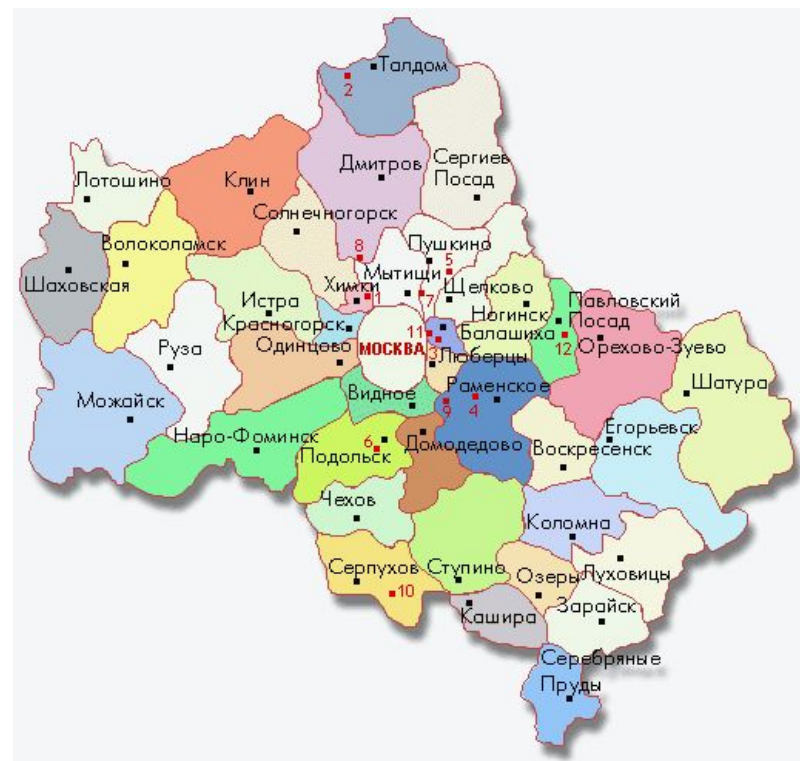 Талдом
2
Дмитров
Сергиев
Посад
Лотошино
Клин
Солнечногорск
Волоколамск
Пушкино
8
5
Мытищи
Шаховская
Химки
1
7
Щелково
Истра
Ногинск
Павловский
Посад
Красногорск
11
Балашиха
Руза
Одинцово
МОСКВА
3
Люберцы
12
Орехово-Зуево
Шатура
Видное
9
4
Раменское
Можайск
Наро-Фоминск
6
Подольск
Домодедово
Воскресенск
Егорьевск
Чехов
Коломна
Серпухов
10
Ступино
Озеры
Луховицы
Кашира
Зарайск
Серебряные
Пруды